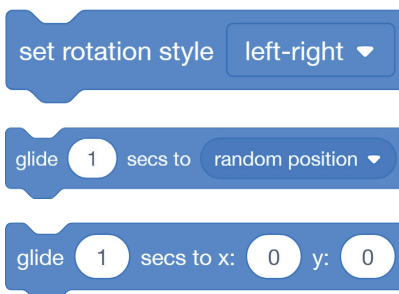 set rotation style left-right
glide 1 secs to random position
glide 1 secs to x: 0 y: 0